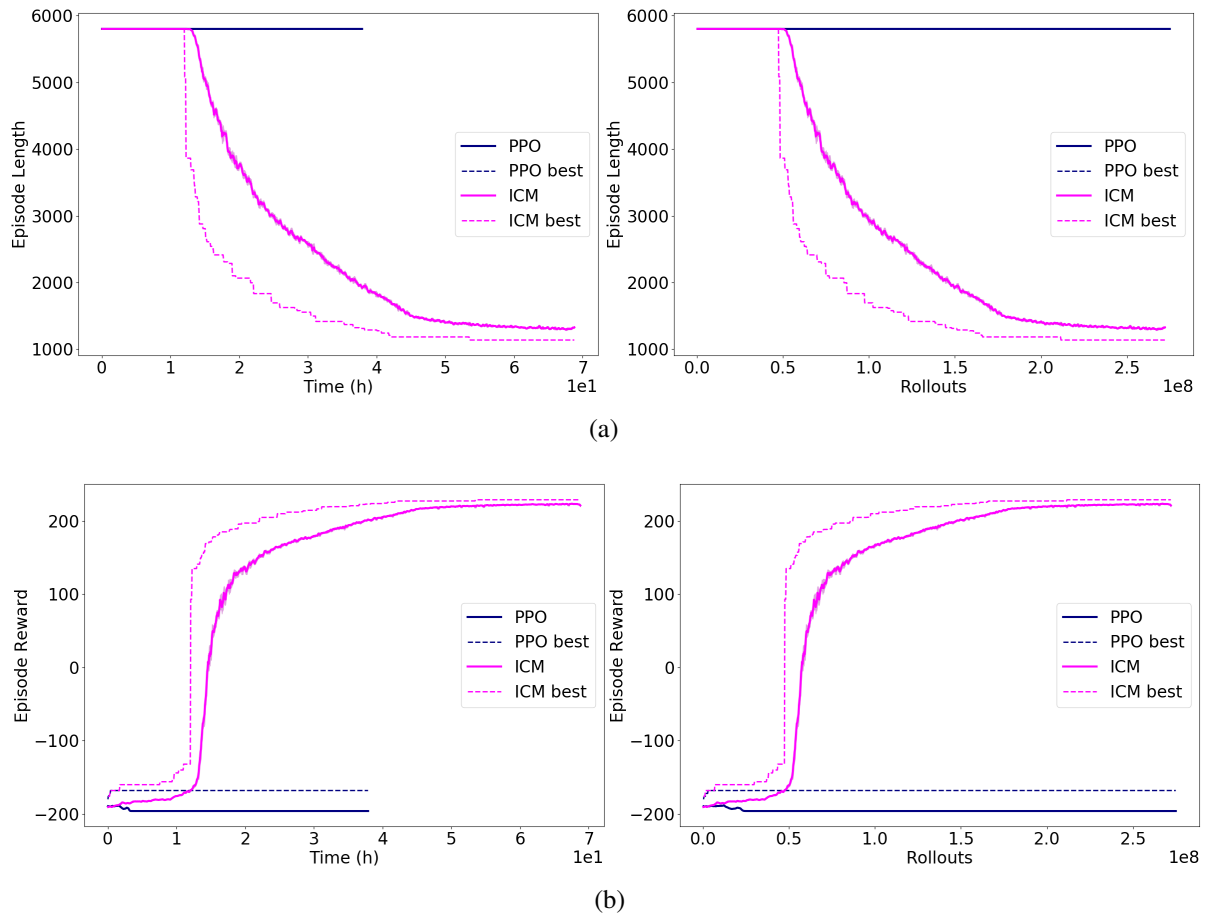 6000
5000
4000
3000
2000
1000
Episode Length
0 1 2 3 4 5 6 7
Time (h)
1e1
PPO
PPO best
ICM
ICM best
6000
5000
4000
3000
2000
1000
Episode Length
0.0 0.5 1.0 1.5 2.0 2.5
Rollouts
1e8
PPO
PPO best
ICM
ICM best
(a)
200
100
0
−100
−200
Episode Reward
0 1 2 3 4 5 6 7
Time (h)
1e1
PPO
PPO best
ICM
ICM best
200
100
0
−100
−200
Episode Reward
0.0 0.5 1.0 1.5 2.0 2.5
Rollouts
1e8
PPO
PPO best
ICM
ICM best
(b)